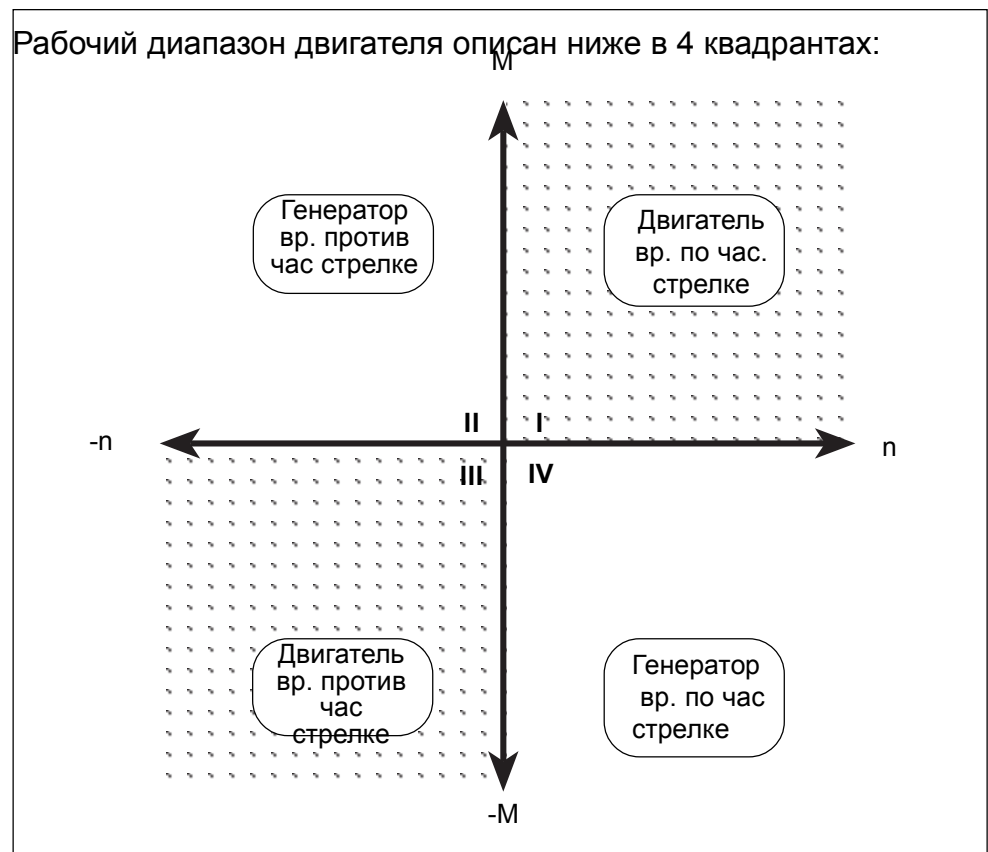 Рабочий диапазон двигателя описан ниже в 4 квадрантах:
M
Генератор
вр. против
час стрелке
Двигатель
вр. по час.
стрелке
II
I
-n
n
III
IV
Двигатель
вр. против
час
стрелке
Генератор
вр. по час
стрелке
-M